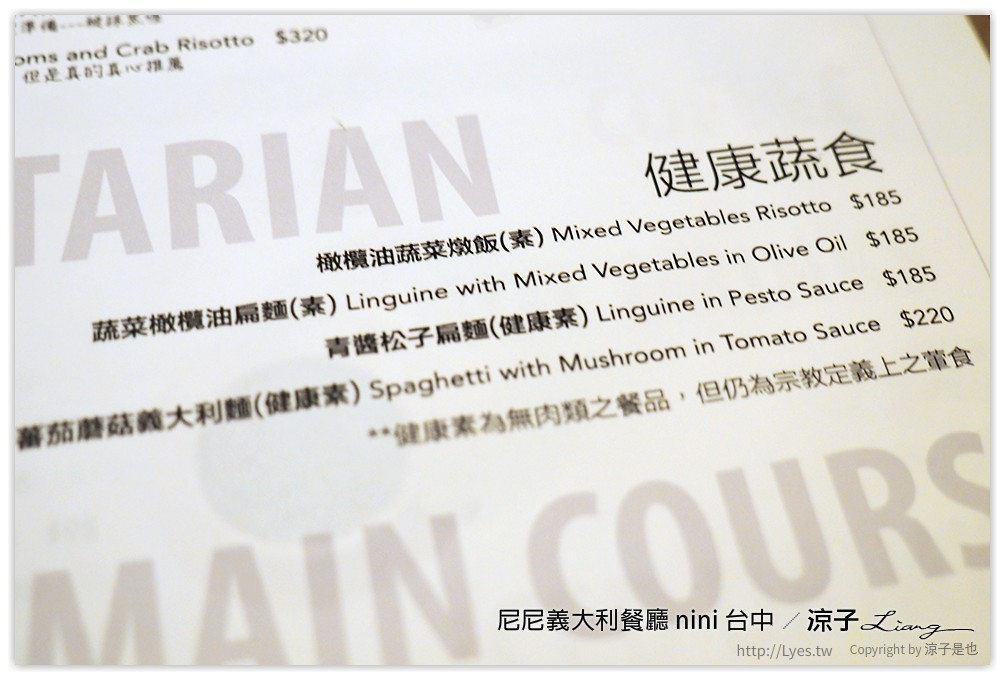 oms and Crab Risotto $320
但是真的真心推薦
TARIAN
健康蔬食
橄欖油蔬菜燉飯(素) Mixed Vegetables Risotto $185
蔬菜橄欖油扁麵(素) Linguine with Mixed Vegetables in Olive Oil $185
青醬松子扁麵(健康素) Linguine in Pesto Sauce $185
蕃茄蘑菇義大利麵(健康素) Spaghetti with Mushroom in Tomato Sauce $220
**健康素為無肉類之餐品，但仍為宗教定義上之葷食
MAIN COURS
尼尼義大利餐廳 nini 台中 ／ 涼子 Liang
http://Lyes.tw Copyright by 涼子是也